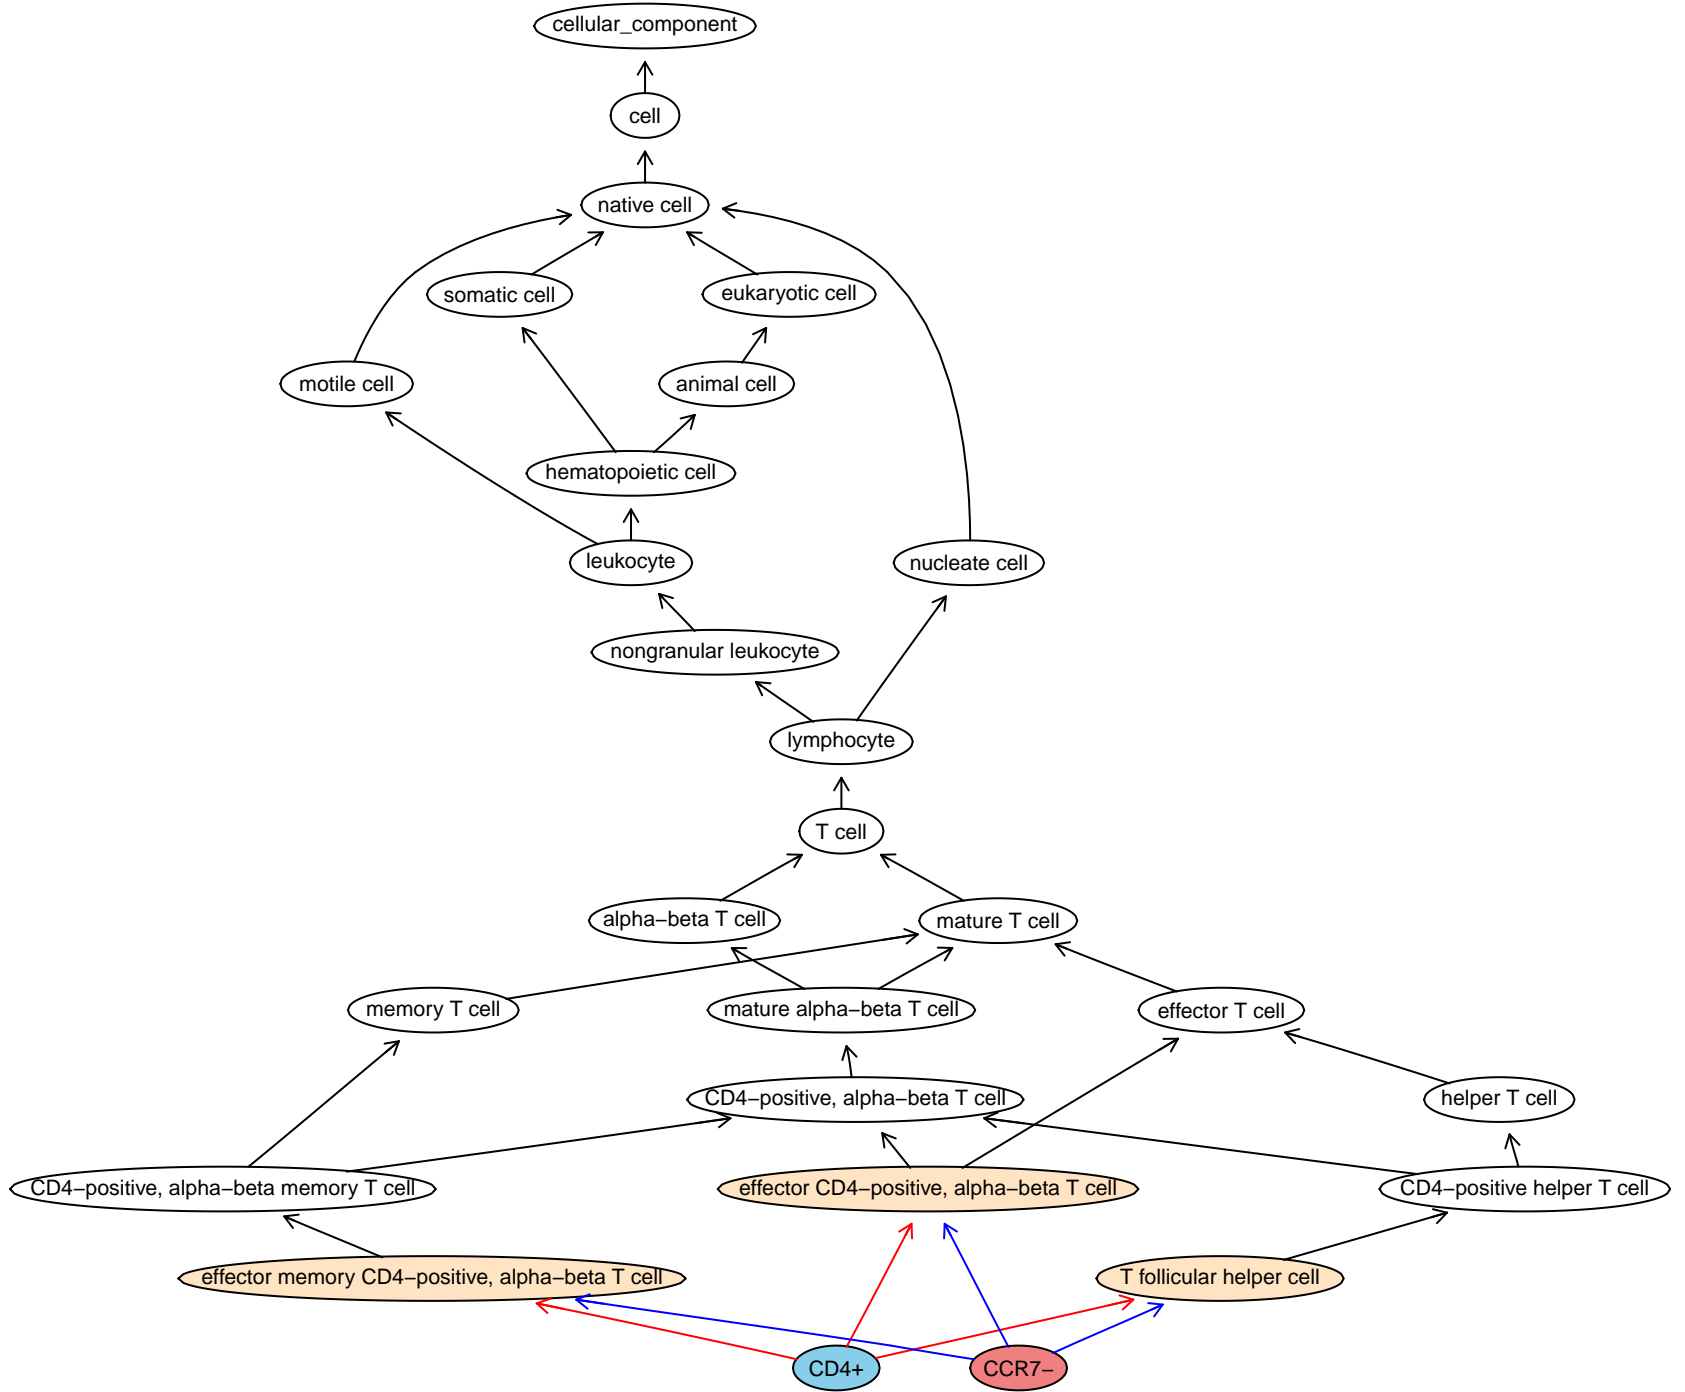 cellular_component
cell
native cell
somatic cell
eukaryotic cell
motile cell
animal cell
hematopoietic cell
leukocyte
nucleate cell
nongranular leukocyte
lymphocyte
T cell
alpha−beta T cell
mature T cell
memory T cell
mature alpha−beta T cell
effector T cell
CD4−positive, alpha−beta T cell
helper T cell
CD4−positive, alpha−beta memory T cell
effector CD4−positive, alpha−beta T cell
CD4−positive helper T cell
effector memory CD4−positive, alpha−beta T cell
T follicular helper cell
CD4+
CCR7−